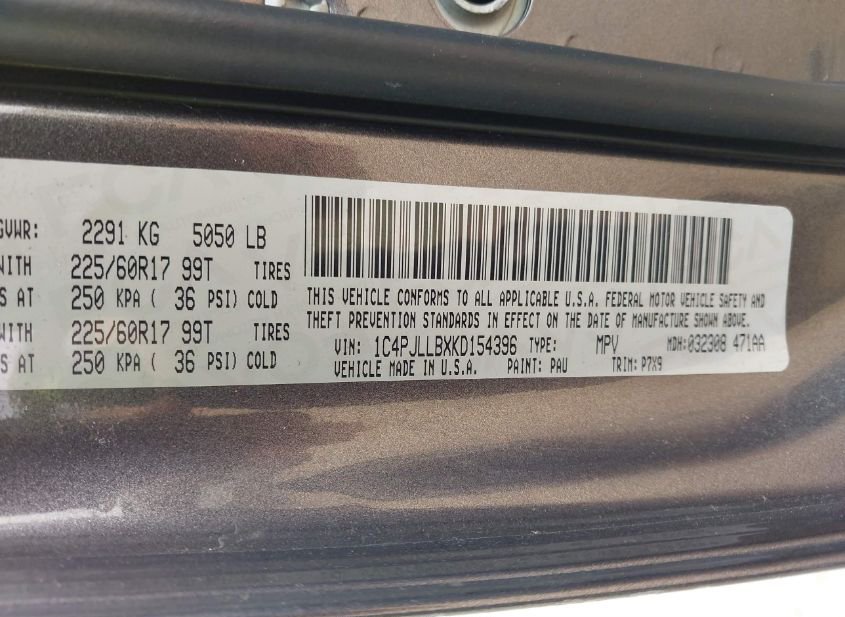 GVWR: 2291 KG 5050 LB
WITH 225/60R17 99T TIRES
S AT 250 KPA ( 36 PSI) COLD
WITH 225/60R17 99T TIRES
S AT 250 KPA ( 36 PSI) COLD
THIS VEHICLE CONFORMS TO ALL APPLICABLE U.S.A. FEDERAL MOTOR VEHICLE SAFETY AND
THEFT PREVENTION STANDARDS IN EFFECT ON THE DATE OF MANUFACTURE SHOWN ABOVE.
VIN: 1C4PJLLBXKD154396 TYPE: MPV MDH: 032308 471AA
VEHICLE MADE IN U.S.A. PAINT: PAU TRIM: P7X9